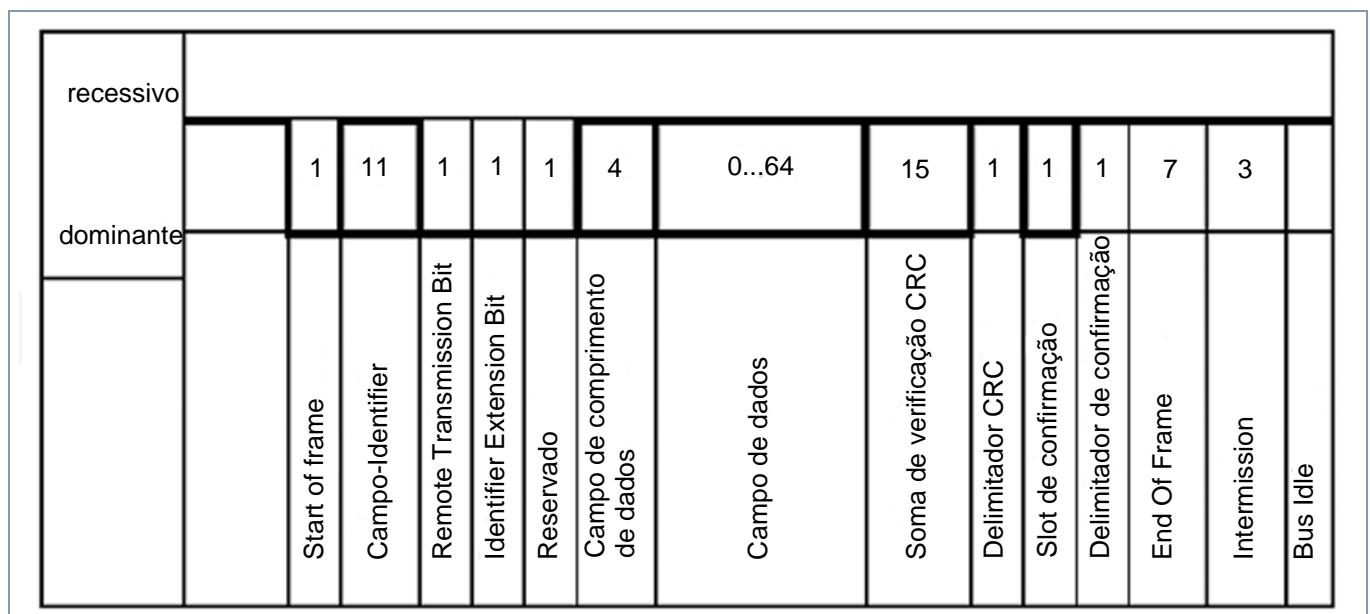 recessivo
1 11 1 1 1 4 0...64 15 1 1 1 7 3
dominante
Start of frame
Campo-Identifier
Remote Transmission Bit
Identifier Extension Bit
Reservado
Campo de comprimento
de dados
Campo de dados
Soma de verificação CRC
Delimitador CRC
Slot de confirmação
Delimitador de confirmação
End Of Frame
Intermission
Bus Idle